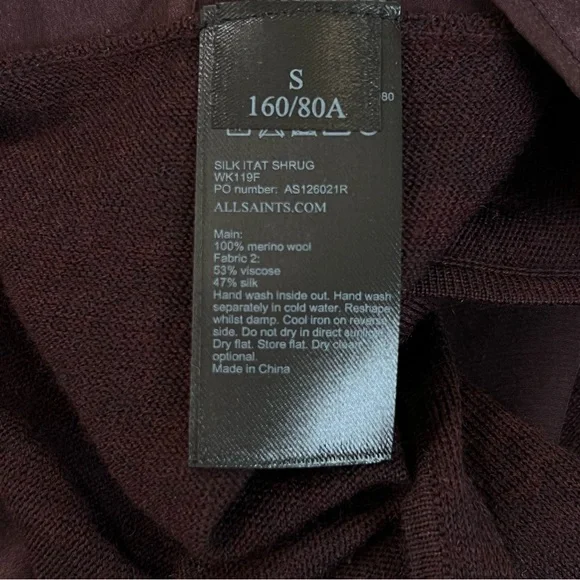 S
160/80A
80
SILK ITAT SHRUG
WK119F
PO number: AS126021R
ALLSAINTS.COM
Main:
100% merino wool
Fabric 2:
53% viscose
47% silk
Hand wash inside out. Hand wash
separately in cold water. Reshape
whilst damp. Cool iron on reverse
side. Do not dry in direct sunlight.
Dry flat. Store flat. Dry clean
optional.
Made in China